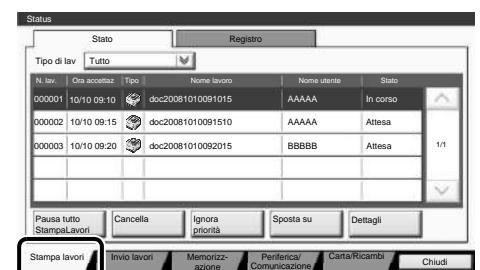 Status
Stato Registro
Tipo di lav Tutto
N. lav. Ora accettaz Tipo Nome lavoro Nome utente Stato
000001 10/10 09:10 doc20081010091015 AAAAA In corso
000002 10/10 09:15 doc20081010091510 AAAAA Attesa
000003 10/10 09:20 doc20081010092015 BBBBB Attesa
1/1
Pausa tutto Cancella Ignora Sposta su Dettagli
StampaLavori priorità
Stampa lavori Invio lavori Memorizz- Periferica/ Carta/Ricambi Chiudi
azione Comunicazione